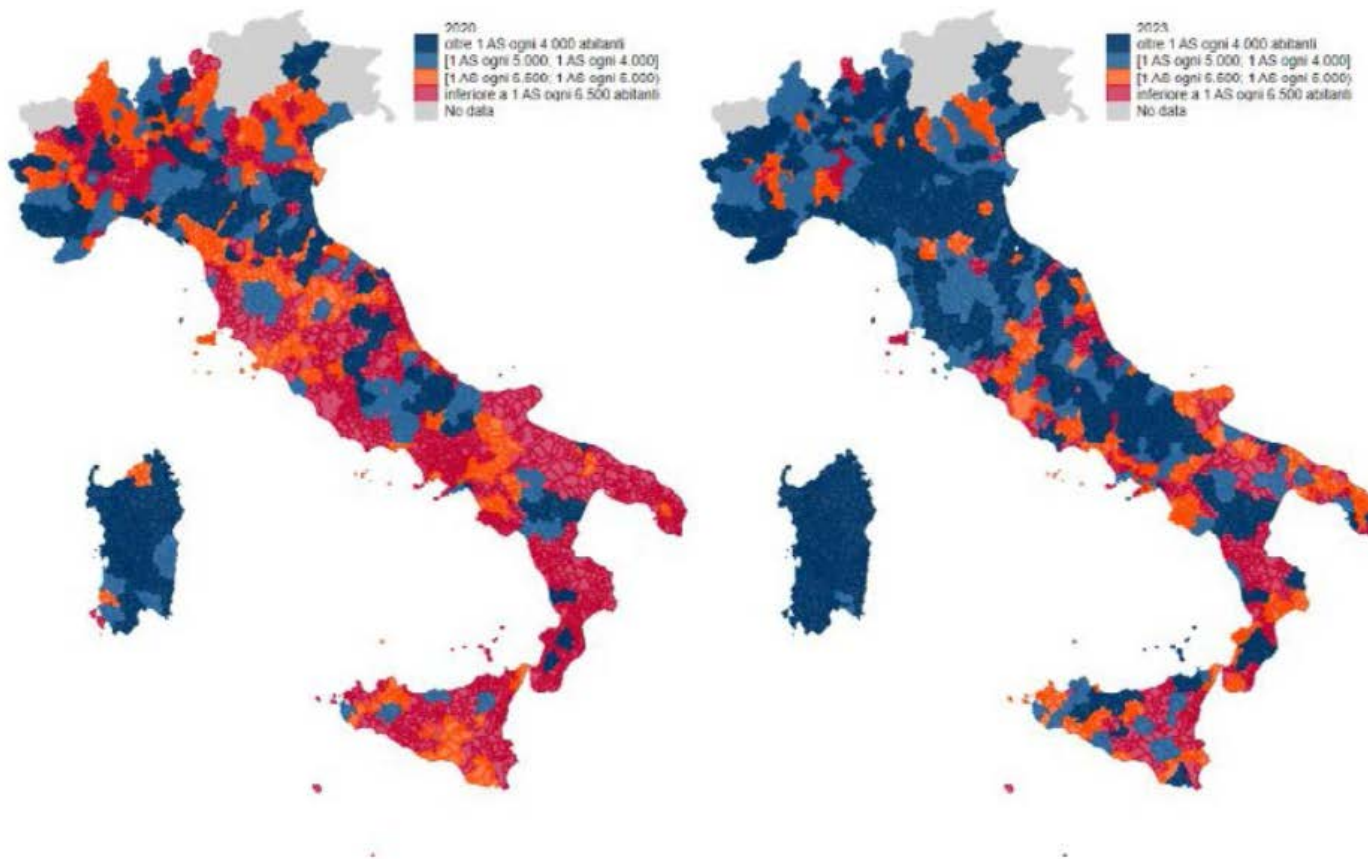 2020
oltre 1 AS ogni 4.000 abitanti
[1 AS ogni 5.000; 1 AS ogni 4.000]
[1 AS ogni 6.500; 1 AS ogni 5.000)
inferiore a 1 AS ogni 6.500 abitanti
No data
2023
oltre 1 AS ogni 4.000 abitanti
[1 AS ogni 5.000; 1 AS ogni 4.000]
[1 AS ogni 6.500; 1 AS ogni 5.000)
inferiore a 1 AS ogni 6.500 abitanti
No data